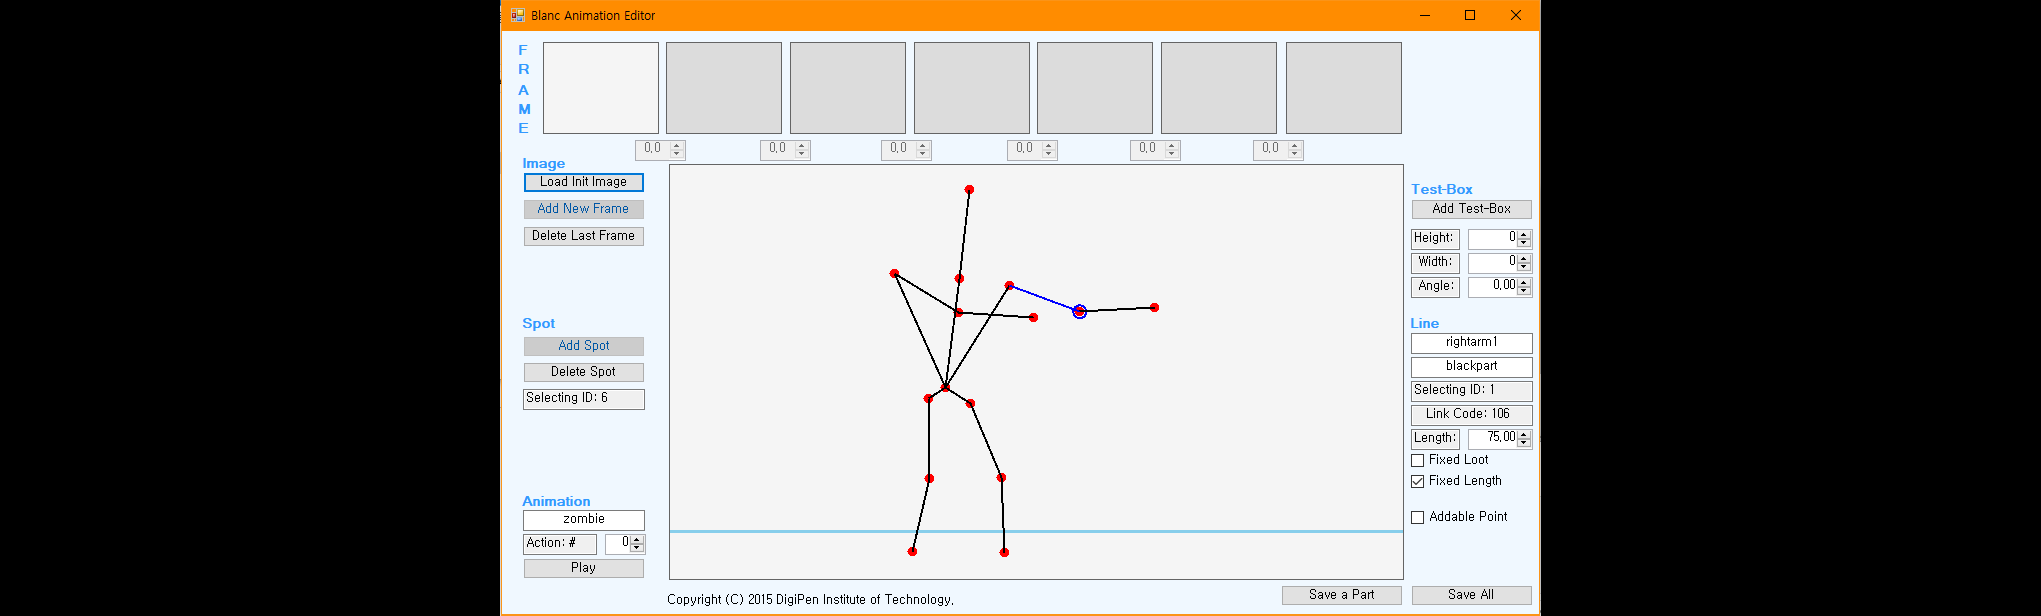 Blanc Animation Editor
F
R
A
M
E
0,0 0,0 0,0 0,0 0,0 0,0
Image
Load Init Image
Add New Frame
Delete Last Frame
Spot
Add Spot
Delete Spot
Selecting ID: 6
Animation
zombie
Action: # 0
Play
Test-Box
Add Test-Box
Height: 0
Width: 0
Angle: 0,00
Line
rightarm1
blackpart
Selecting ID: 1
Link Code: 106
Length: 75,00
Fixed Loot
Fixed Length
Addable Point
Save a Part
Save All
Copyright (C) 2015 DigiPen Institute of Technology,